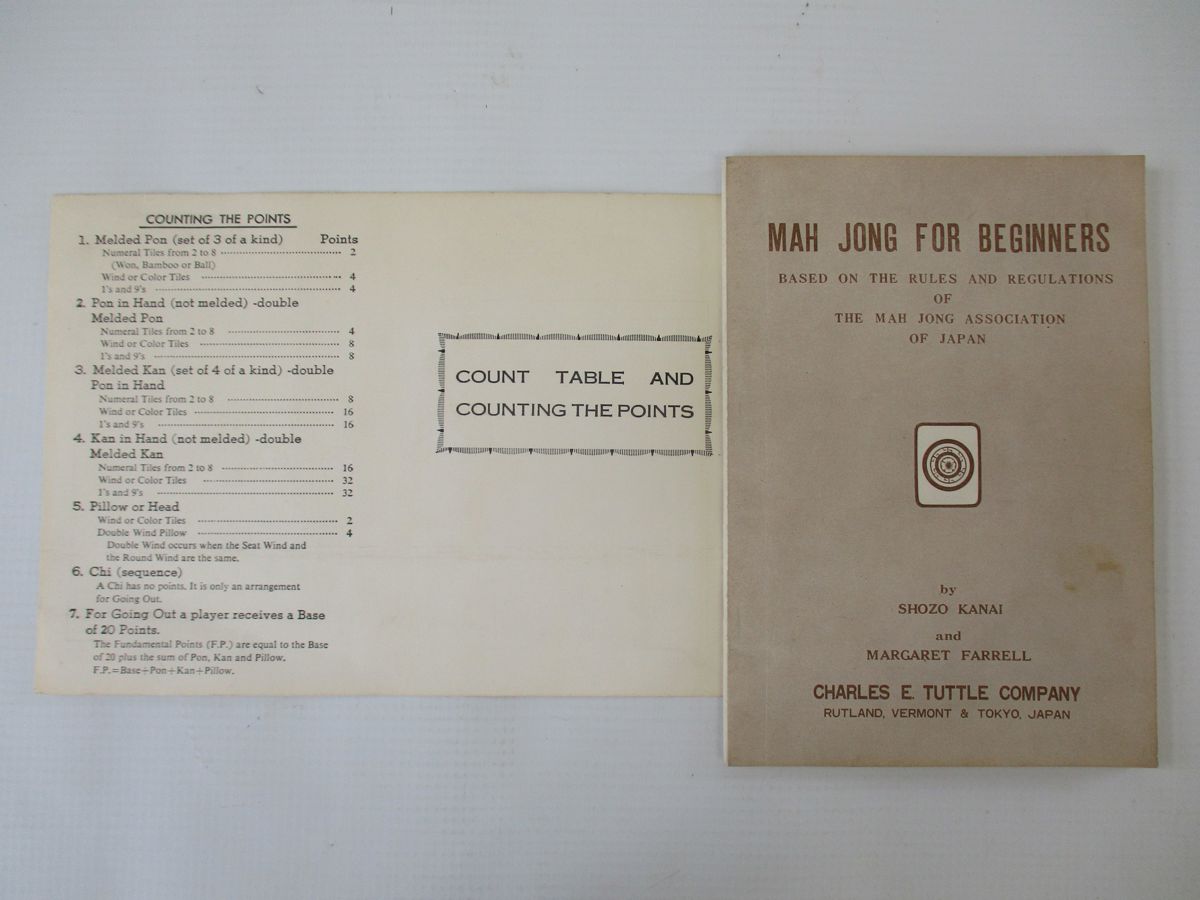 COUNTING THE POINTS
1. Melded Pon (set of 3 of a kind) Points
Numeral Tiles from 2 to 8 ........ 2
(Won, Bamboo or Ball)
Wind or Color Tiles ........ 4
1's and 9's ........ 4
2. Pon in Hand (not melded) -double
Melded Pon
Numeral Tiles from 2 to 8 ........ 4
Wind or Color Tiles ........ 8
1's and 9's ........ 8
3. Melded Kan (set of 4 of a kind) -double
Pon in Hand
Numeral Tiles from 2 to 8 ........ 8
Wind or Color Tiles ........ 16
1's and 9's ........ 16
4. Kan in Hand (not melded) -double
Melded Kan
Numeral Tiles from 2 to 8 ........ 16
Wind or Color Tiles ........ 32
1's and 9's ........ 32
5. Pillow or Head
Wind or Color Tiles ........ 2
Double Wind Pillow ........ 4
Double Wind occurs when the Seat Wind and
the Round Wind are the same.
6. Chi (sequence)
A Chi has no points. It is only an arrangement
for Going Out.
7. For Going Out a player receives a Base
of 20 Points.
The Fundamental Points (F.P.) are equal to the Base
of 20 plus the sum of Pon, Kan and Pillow.
F.P.=Base+Pon+Kan+Pillow.
COUNT TABLE AND
COUNTING THE POINTS
MAH JONG FOR BEGINNERS
BASED ON THE RULES AND REGULATIONS
OF
THE MAH JONG ASSOCIATION
OF JAPAN
by
SHOZO KANAI
and
MARGARET FARRELL
CHARLES E. TUTTLE COMPANY
RUTLAND, VERMONT & TOKYO, JAPAN